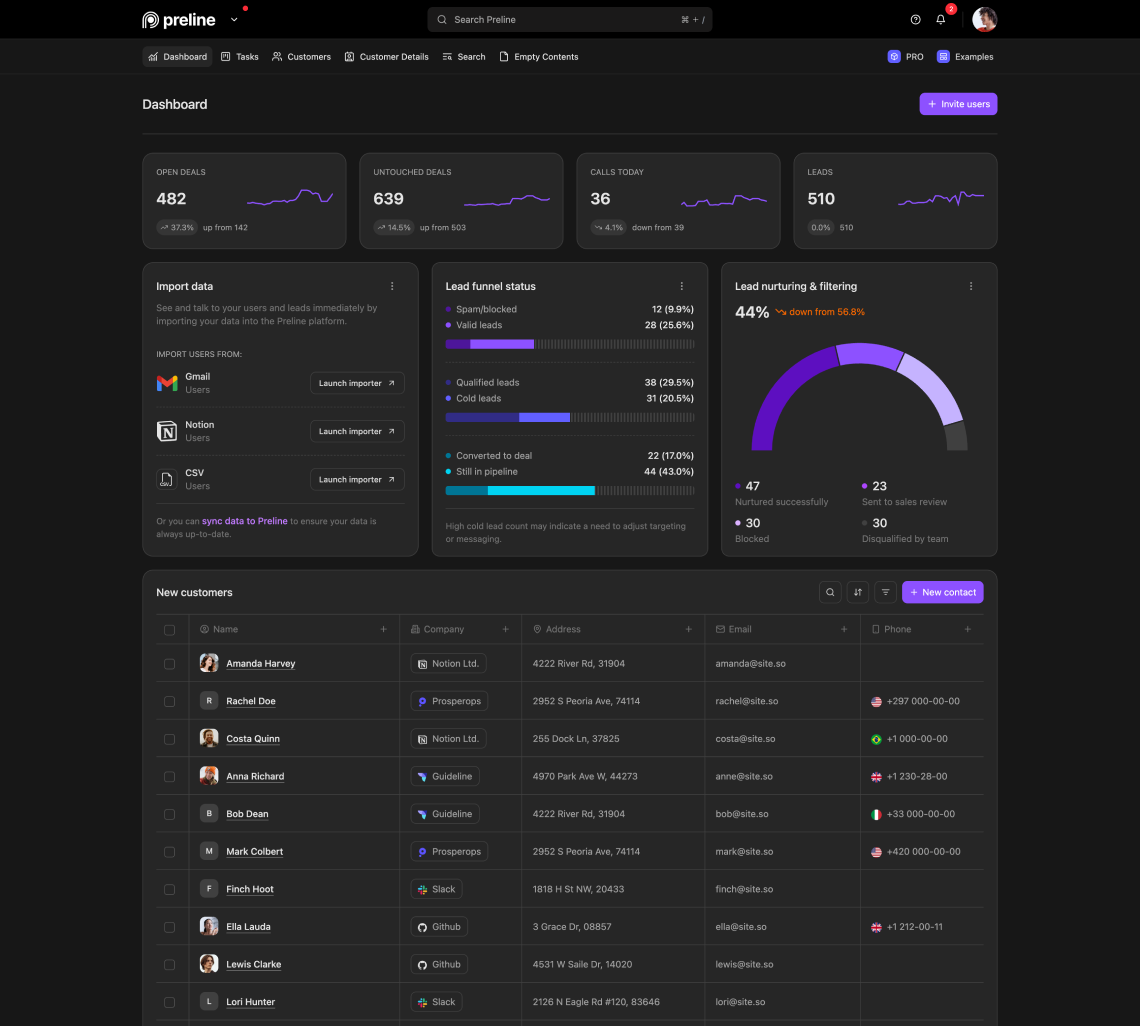 preline
Search Preline
⌘ + /
2
Dashboard
Tasks
Customers
Customer Details
Search
Empty Contents
PRO
Examples
Dashboard
+ Invite users
OPEN DEALS
482
37.3% up from 142
UNTOUCHED DEALS
639
14.5% up from 503
CALLS TODAY
36
4.1% down from 39
LEADS
510
0.0% 510
Import data
See and talk to your users and leads immediately by
importing your data into the Preline platform.
IMPORT USERS FROM:
Gmail
Users
Launch importer
Notion
Users
Launch importer
CSV
Users
Launch importer
Or you can sync data to Preline to ensure your data is
always up-to-date.
Lead funnel status
Spam/blocked 12 (9.9%)
Valid leads 28 (25.6%)
Qualified leads 38 (29.5%)
Cold leads 31 (20.5%)
Converted to deal 22 (17.0%)
Still in pipeline 44 (43.0%)
High cold lead count may indicate a need to adjust targeting
or messaging.
Lead nurturing & filtering
44% down from 56.8%
47
Nurtured successfully
23
Sent to sales review
30
Blocked
30
Disqualified by team
New customers
+ New contact
Name + Company + Address + Email + Phone +
Amanda Harvey Notion Ltd. 4222 River Rd, 31904 amanda@site.so
R Rachel Doe Prosperops 2952 S Peoria Ave, 74114 rachel@site.so +297 000-00-00
Costa Quinn Notion Ltd. 255 Dock Ln, 37825 costa@site.so +1 000-00-00
Anna Richard Guideline 4970 Park Ave W, 44273 anne@site.so +1 230-28-00
B Bob Dean Guideline 4222 River Rd, 31904 bob@site.so +33 000-00-00
M Mark Colbert Prosperops 2952 S Peoria Ave, 74114 mark@site.so +420 000-00-00
F Finch Hoot Slack 1818 H St NW, 20433 finch@site.so
Ella Lauda Github 3 Grace Dr, 08857 ella@site.so +1 212-00-11
Lewis Clarke Github 4531 W Saile Dr, 14020 lewis@site.so
L Lori Hunter Slack 2126 N Eagle Rd #120, 83646 lori@site.so